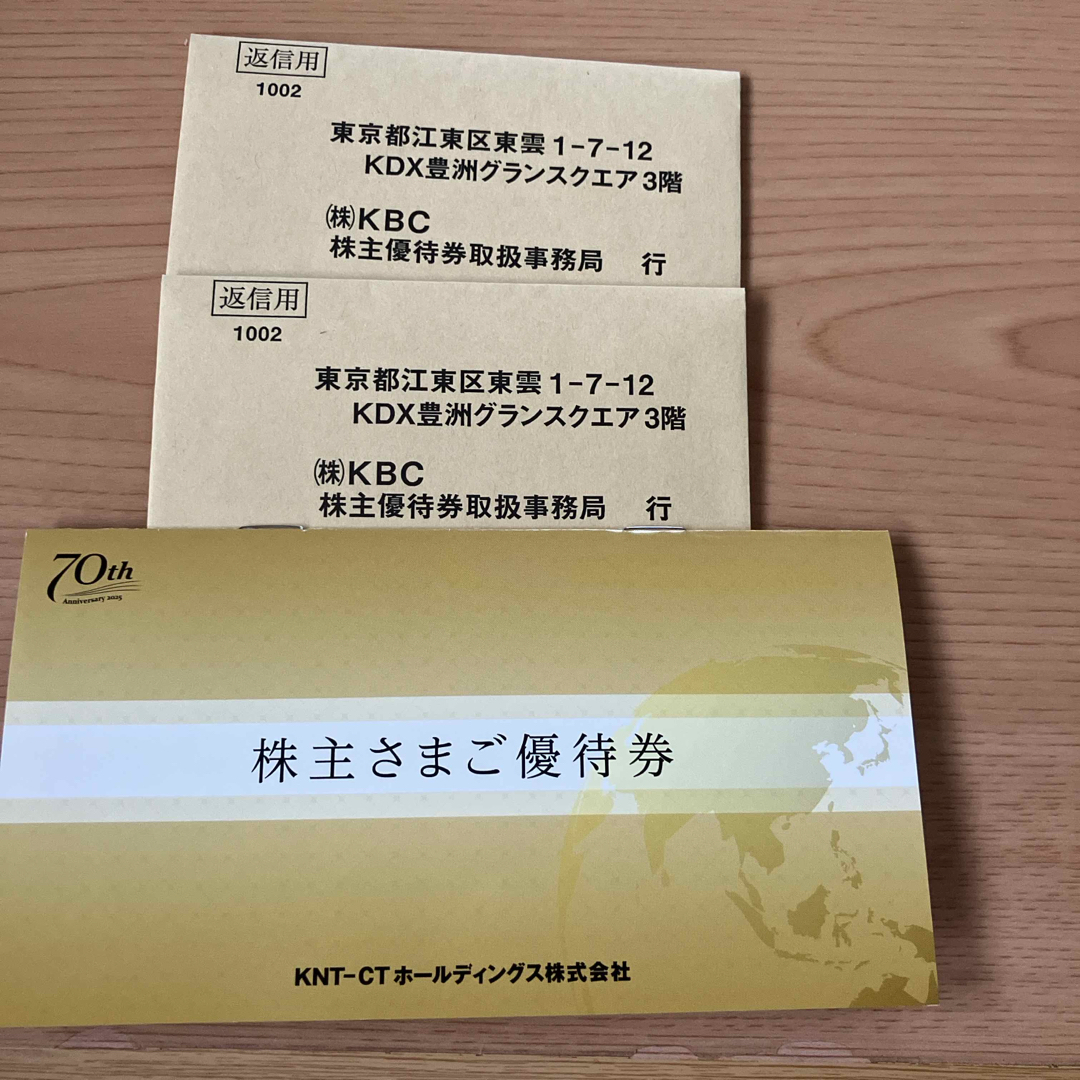 返信用
1002
東京都江東区東雲1-7-12
KDX豊洲グランスクエア3階
㈱KBC
株主優待券取扱事務局 行
返信用
1002
東京都江東区東雲1-7-12
KDX豊洲グランスクエア3階
㈱KBC
株主優待券取扱事務局 行
70th
Anniversary 2025
株主さまご優待券
KNT-CTホールディングス株式会社